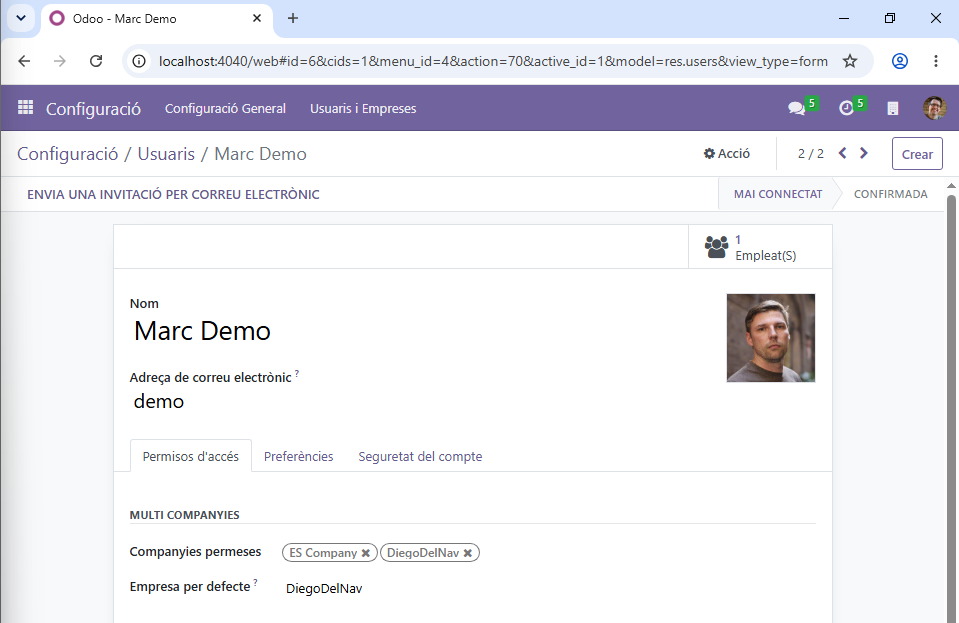 Odoo - Marc Demo
localhost:4040/web#id=6&cids=1&menu_id=4&action=70&active_id=1&model=res.users&view_type=form
Configuració Configuració General Usuaris i Empreses 5 5
Configuració / Usuaris / Marc Demo Acció 2 / 2 Crear
ENVIA UNA INVITACIÓ PER CORREU ELECTRÒNIC MAI CONNECTAT CONFIRMADA
1
Empleat(S)
Nom
Marc Demo
Adreça de correu electrònic ?
demo
Permisos d'accés Preferències Seguretat del compte
MULTI COMPANYIES
Companyies permeses ES Company DiegoDelNav
Empresa per defecte ? DiegoDelNav